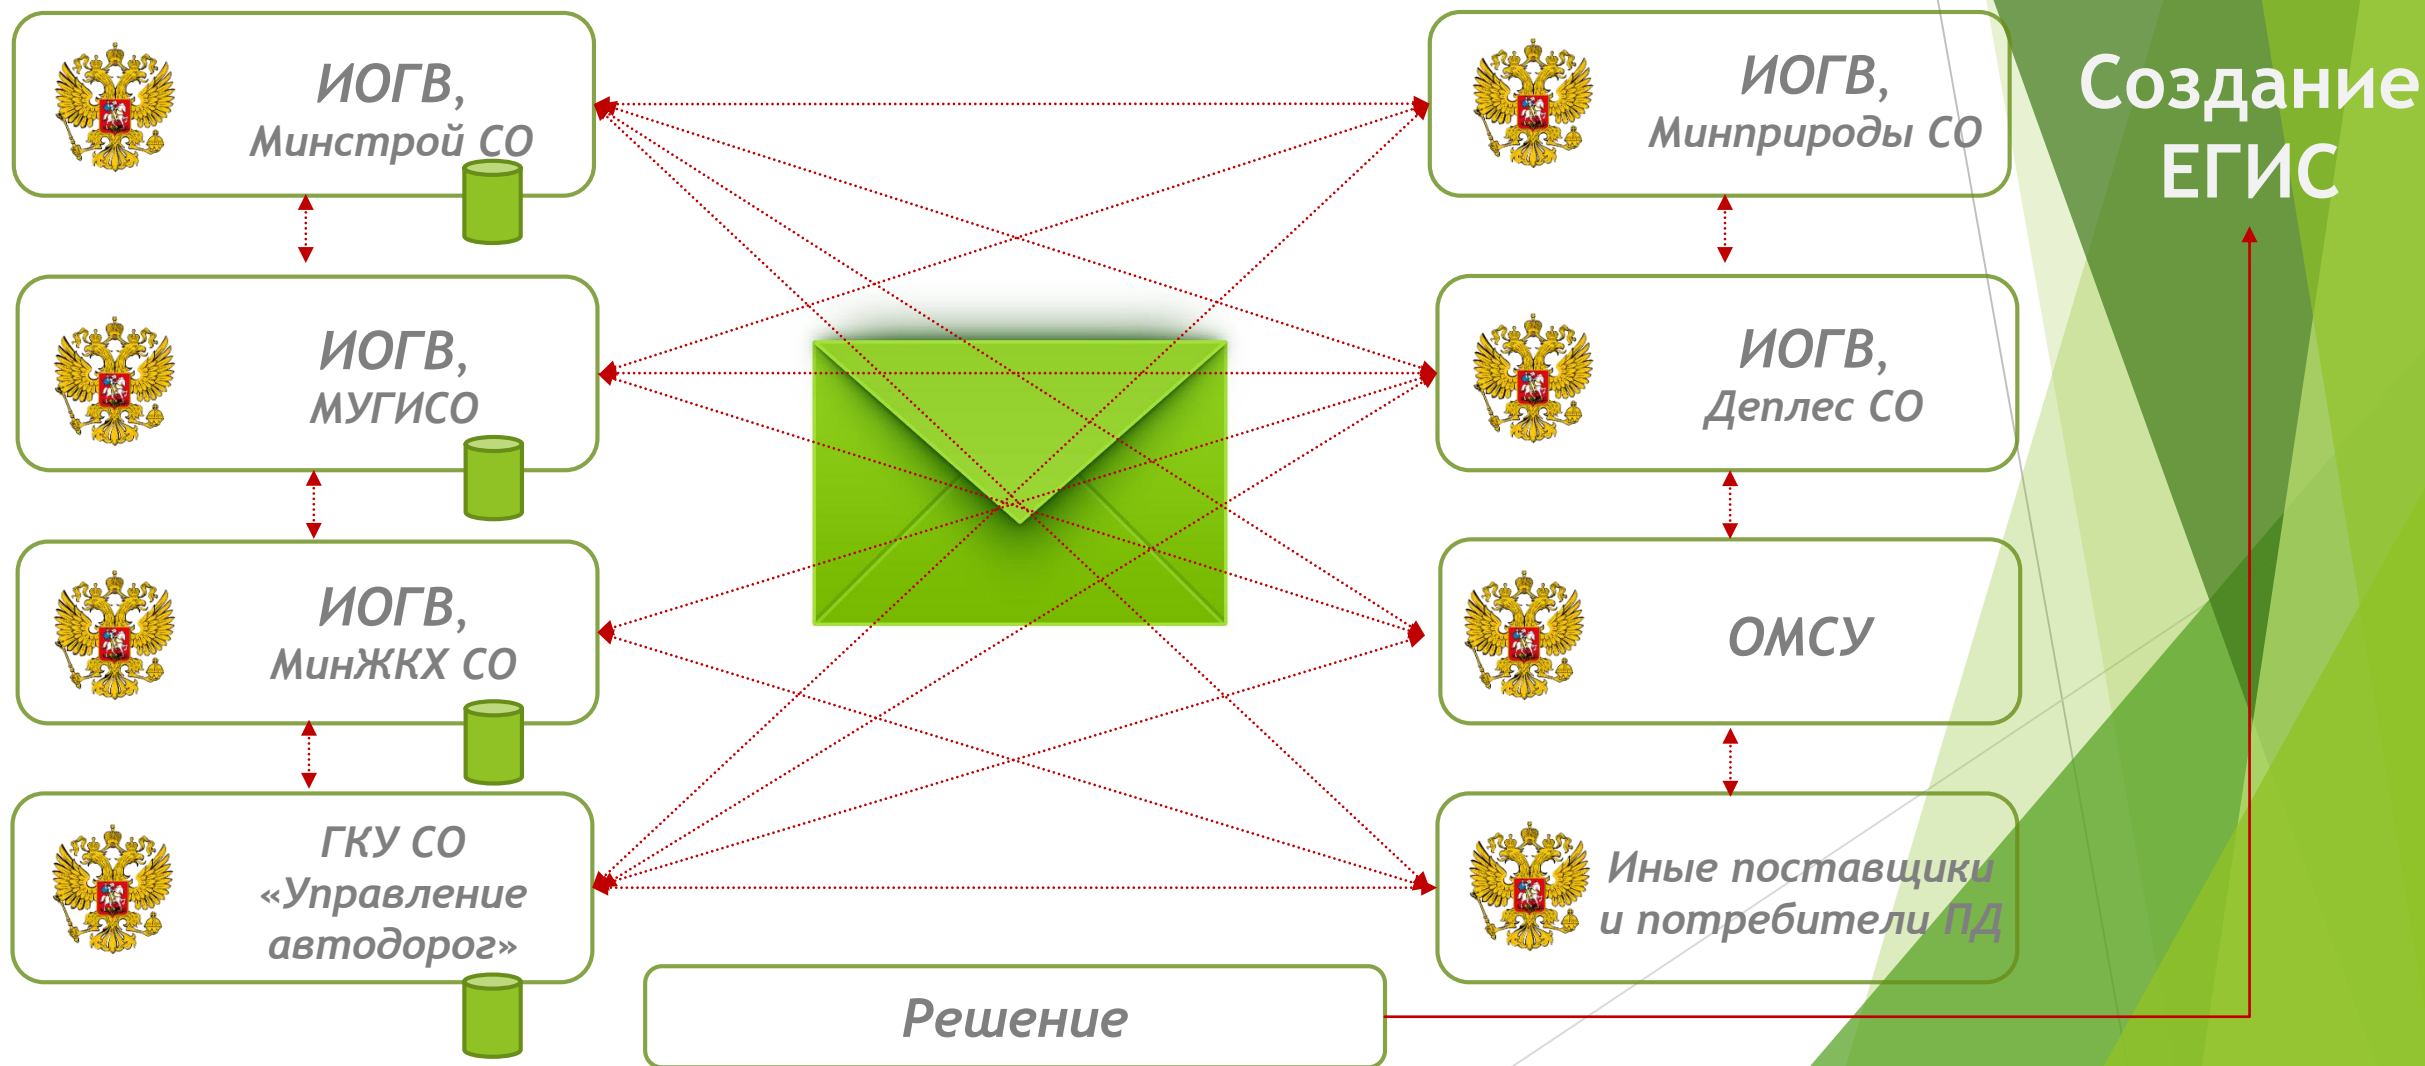 ИОГВ,
Минстрой СО
ИОГВ,
МУГИСО
ИОГВ,
МинЖКХ СО
ГКУ СО
«Управление
автодорог»
ИОГВ,
Минприроды СО
ИОГВ,
Деплес СО
ОМСУ
Иные поставщики
и потребители ПД
Решение
Создание
ЕГИС